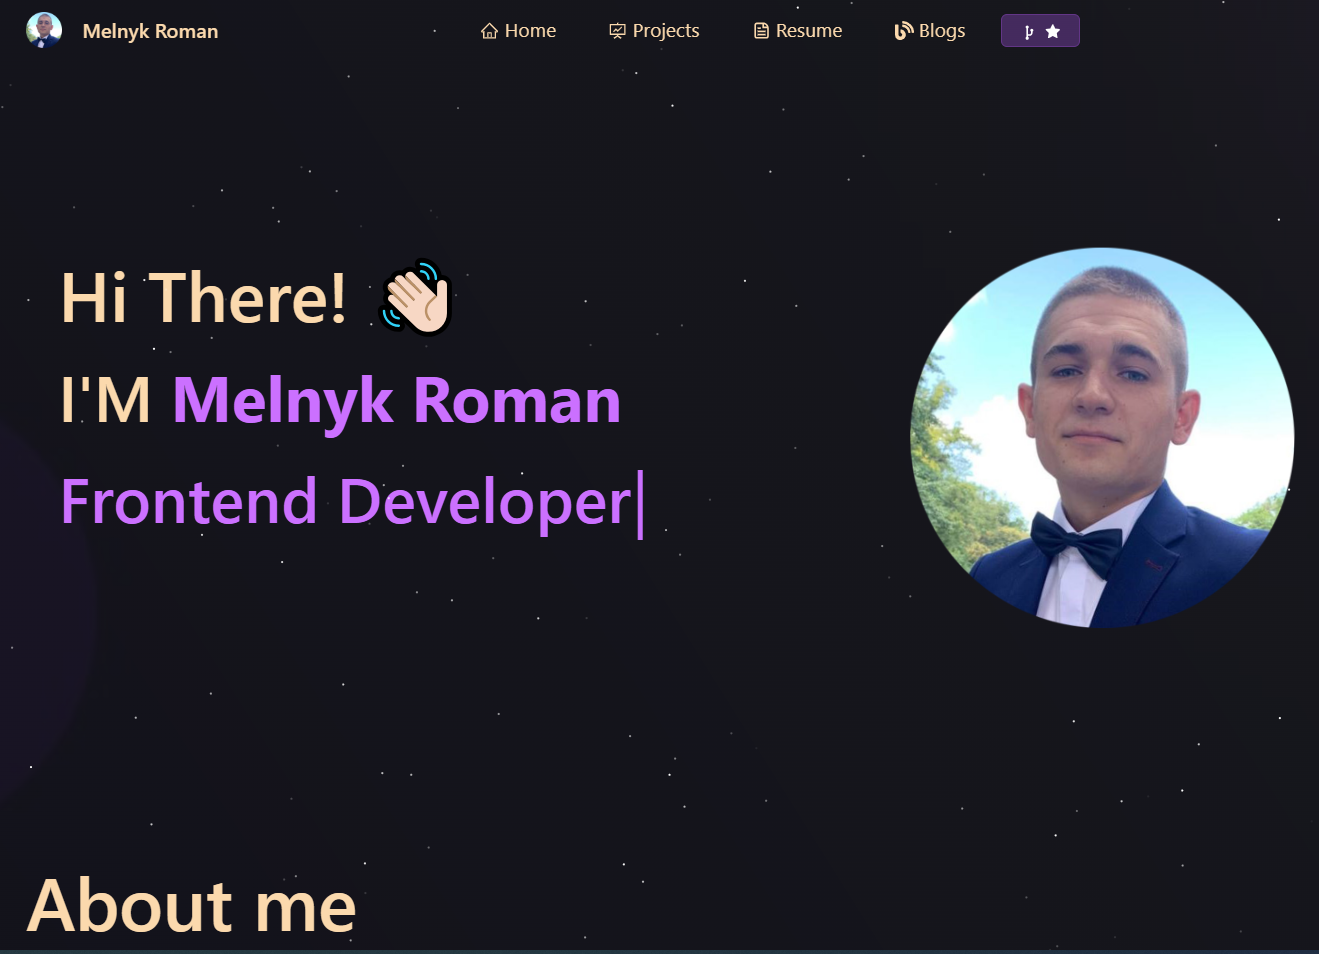 Melnyk Roman
Home
Projects
Resume
Blogs
Hi There!
I'M Melnyk Roman
Frontend Developer
About me